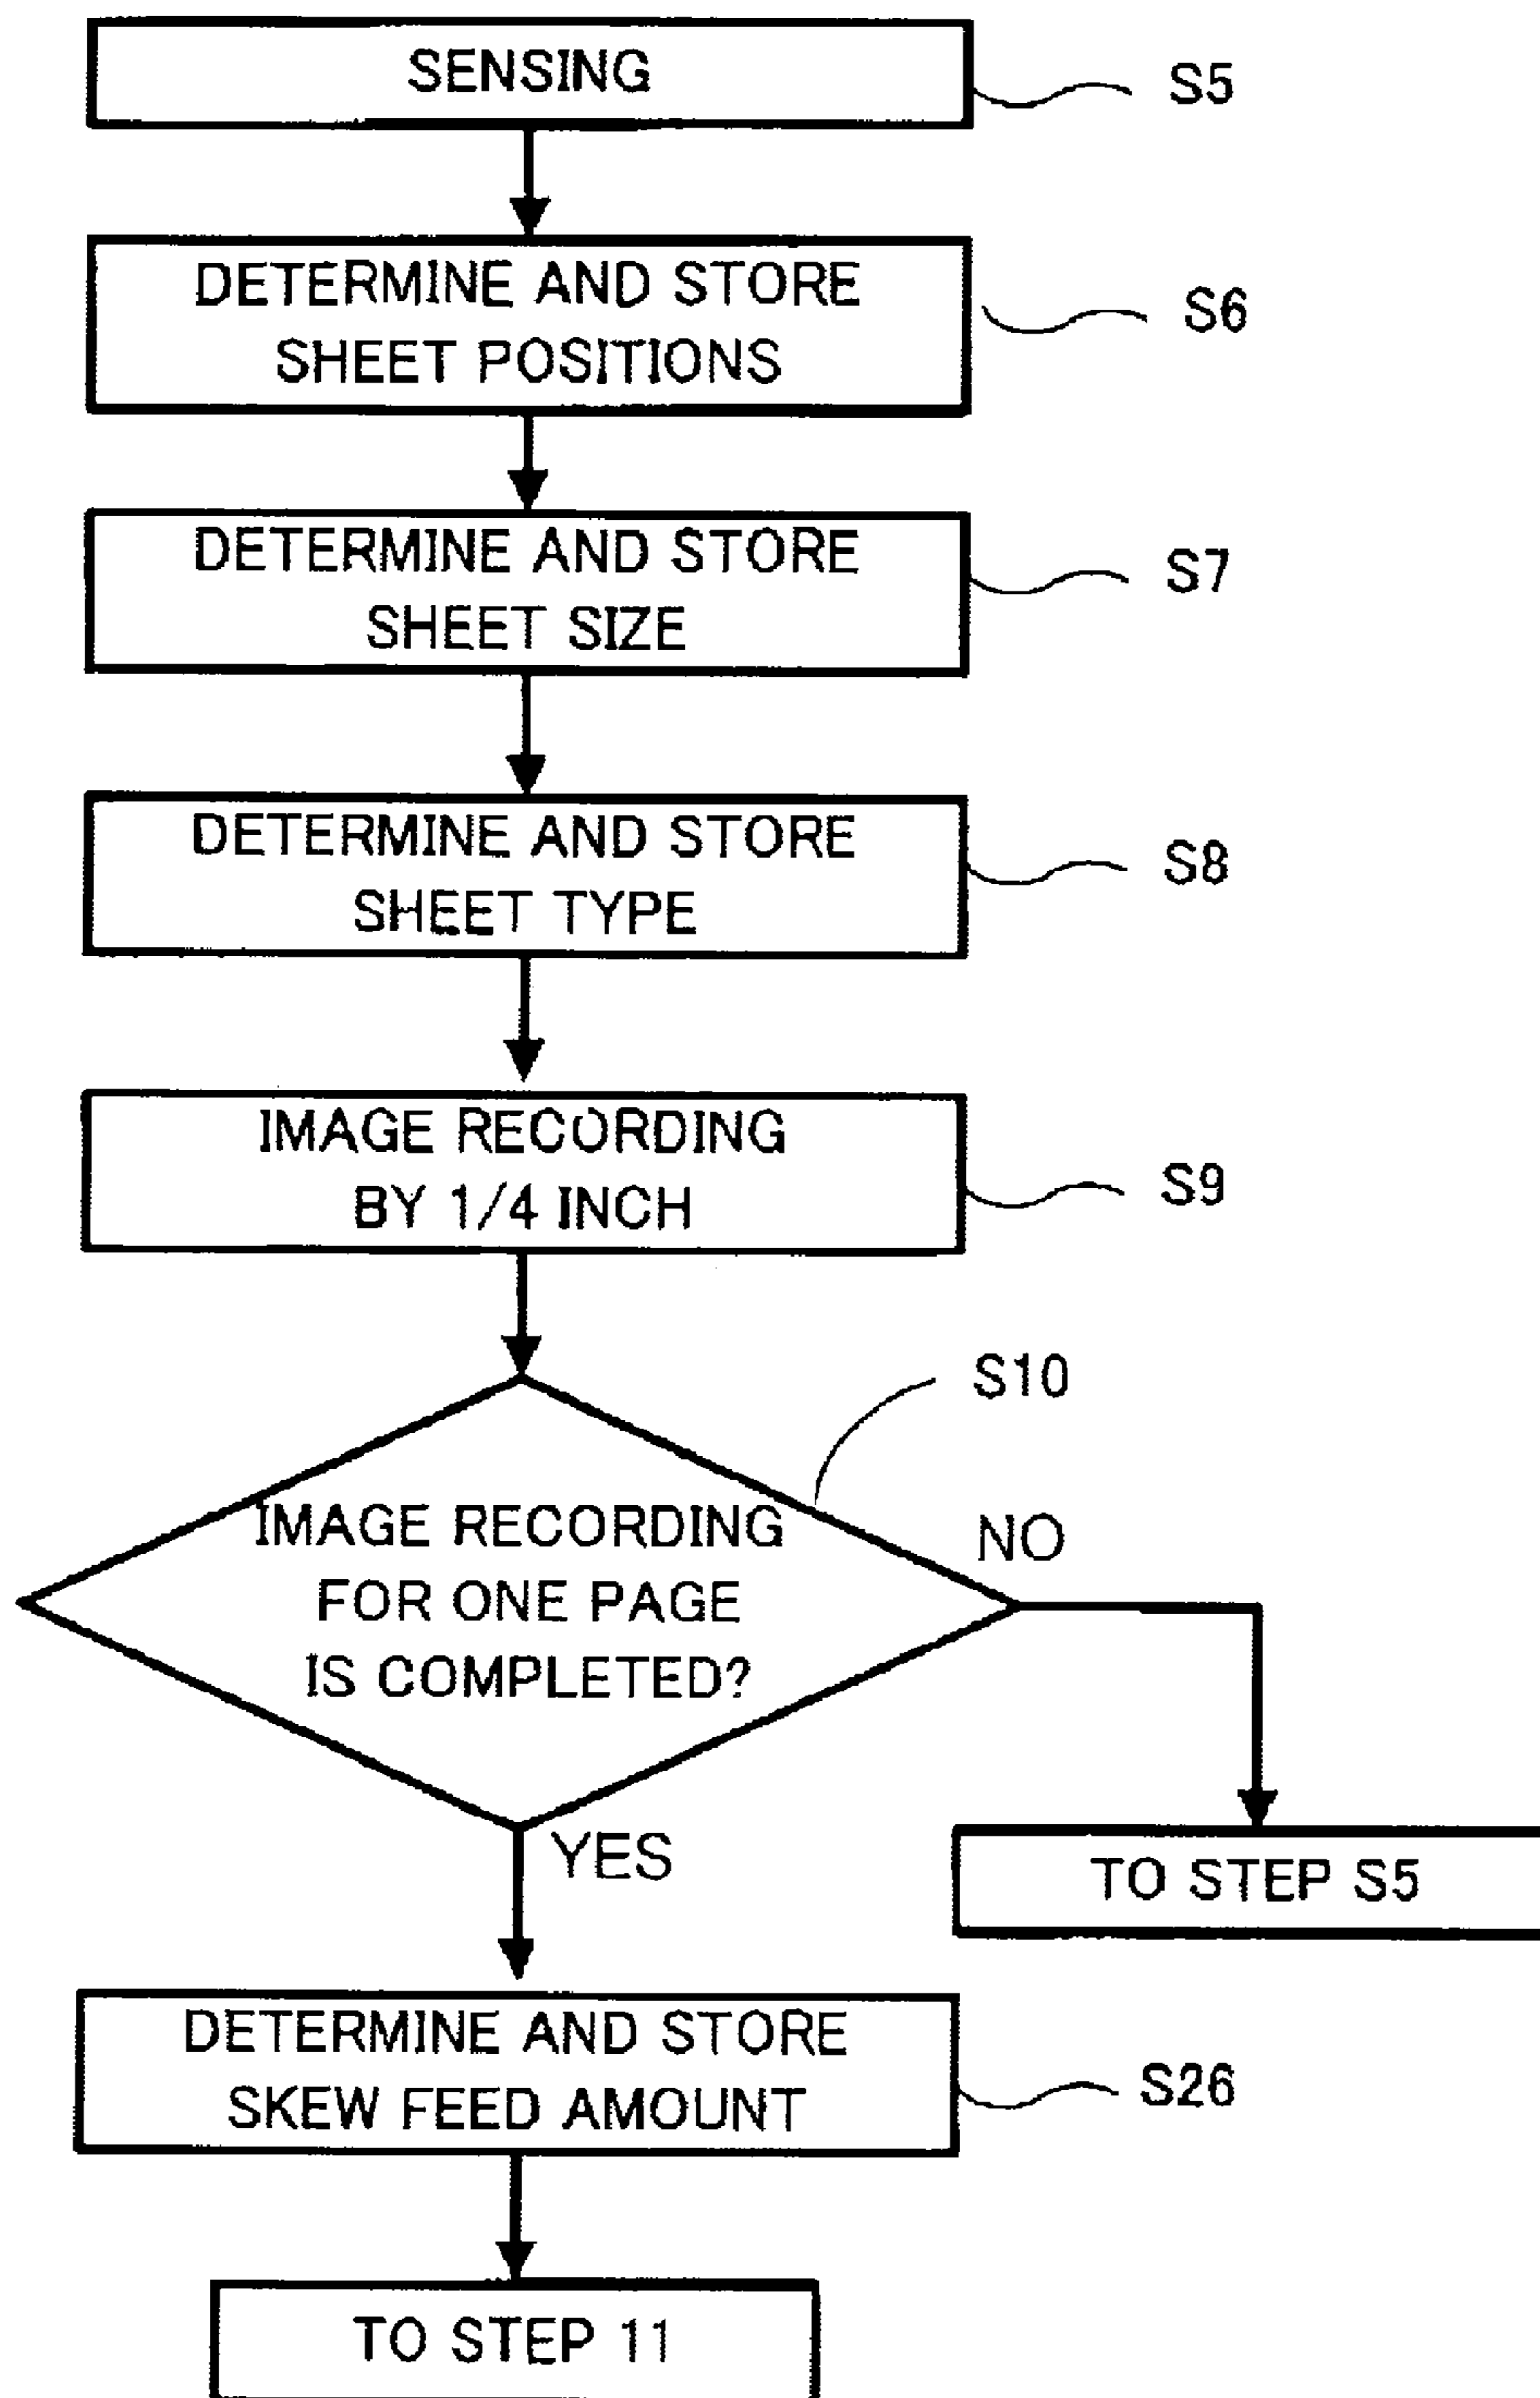 SENSING
S5
DETERMINE AND STORE
SHEET POSITIONS
S6
DETERMINE AND STORE
SHEET SIZE
S7
DETERMINE AND STORE
SHEET TYPE
S8
IMAGE RECORDING
BY 1/4 INCH
S9
S10
IMAGE RECORDING
FOR ONE PAGE
IS COMPLETED?
NO
YES
TO STEP S5
DETERMINE AND STORE
SKEW FEED AMOUNT
S26
TO STEP 11